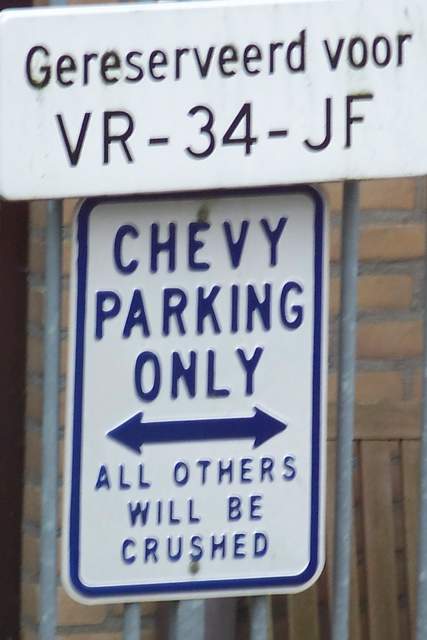 Gereserveerd voor
VR-34-JF
CHEVY
PARKING
ONLY
ALL OTHERS
WILL BE
CRUSHED